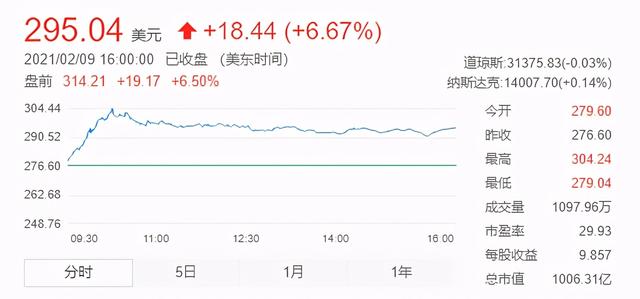 295.04 美元 +18.44 (+6.67%)
2021/02/09 16:00:00 已收盘 （美东时间）
盘前 314.21 +19.17 +6.50%
道琼斯:31375.83(-0.03%)
纳斯达克:14007.70(+0.14%)
304.44
290.52
276.60
262.68
248.76
09:30 11:00 12:30 14:00 16:00
分时 5日 1月 1年
今开 279.60
昨收 276.60
最高 304.24
最低 279.04
成交量 1097.96万
市盈率 29.93
每股收益 9.857
总市值 1006.31亿